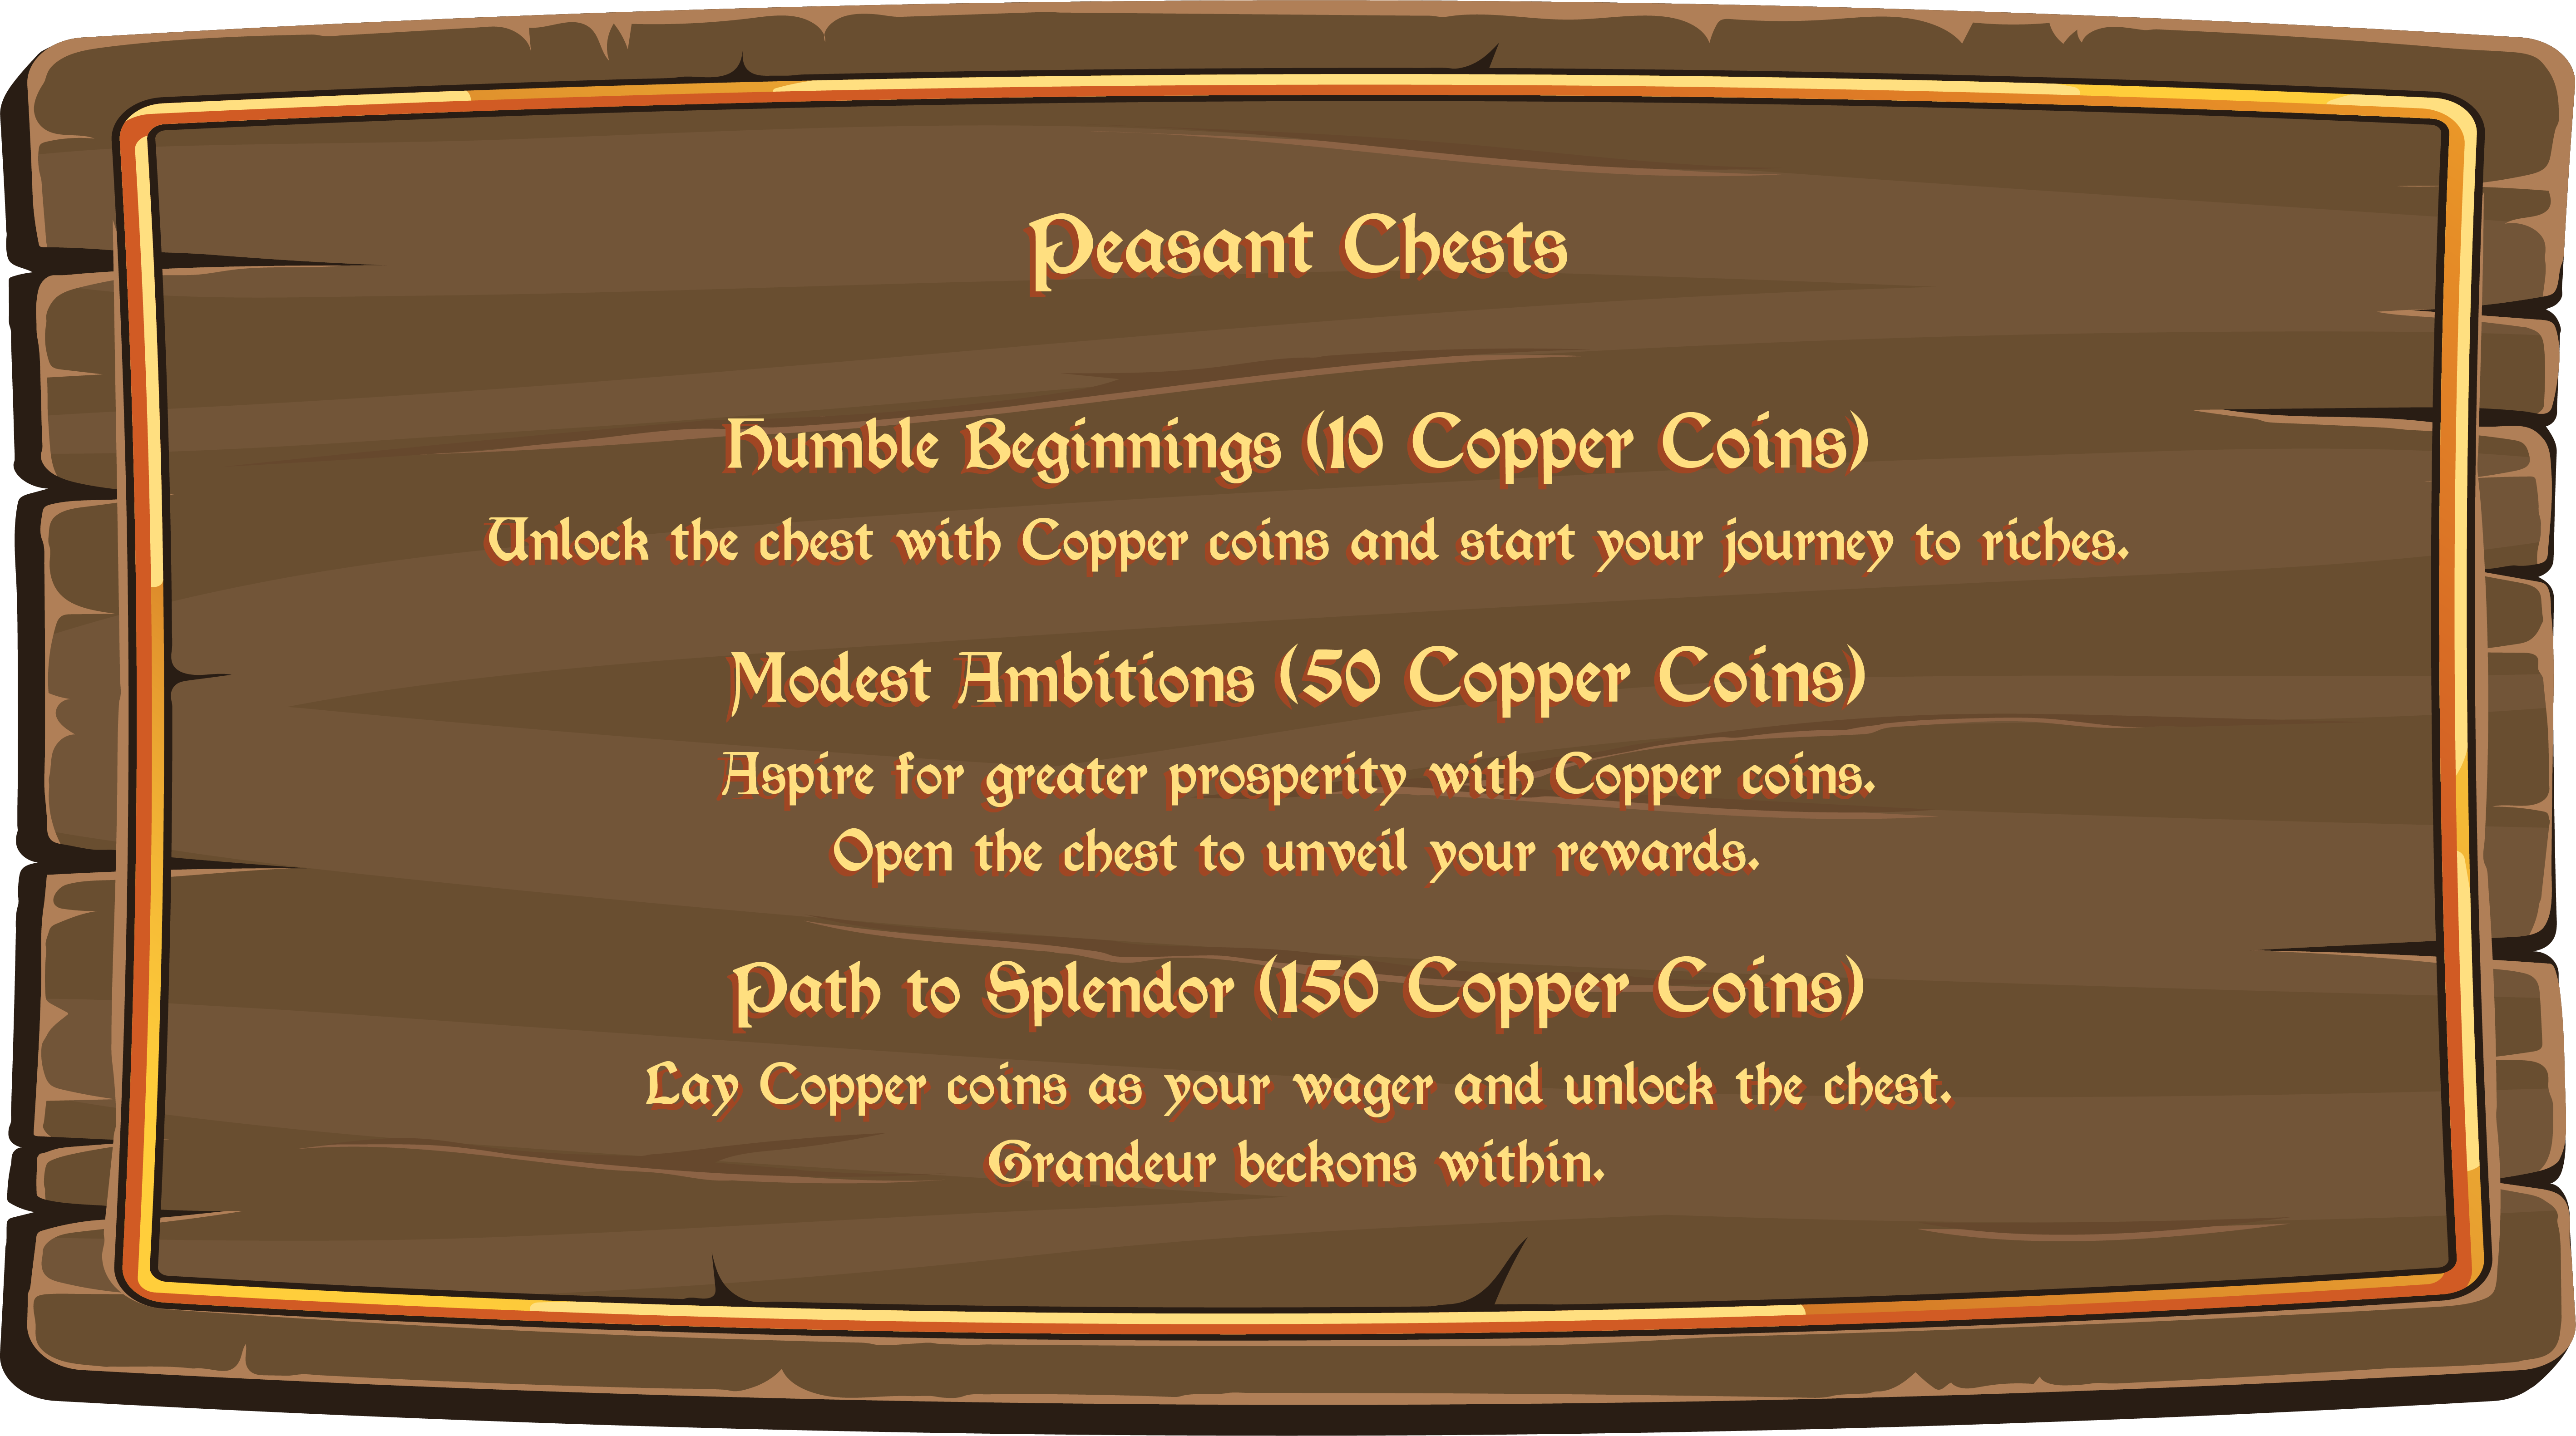 Peasant Chests
Humble Beginnings (10 Copper Coins)
Unlock the chest with Copper coins and start your journey to riches.
Modest Ambitions (50 Copper Coins)
Aspire for greater prosperity with Copper coins.
Open the chest to unveil your rewards.
Path to Splendor (150 Copper Coins)
Lay Copper coins as your wager and unlock the chest.
Grandeur beckons within.